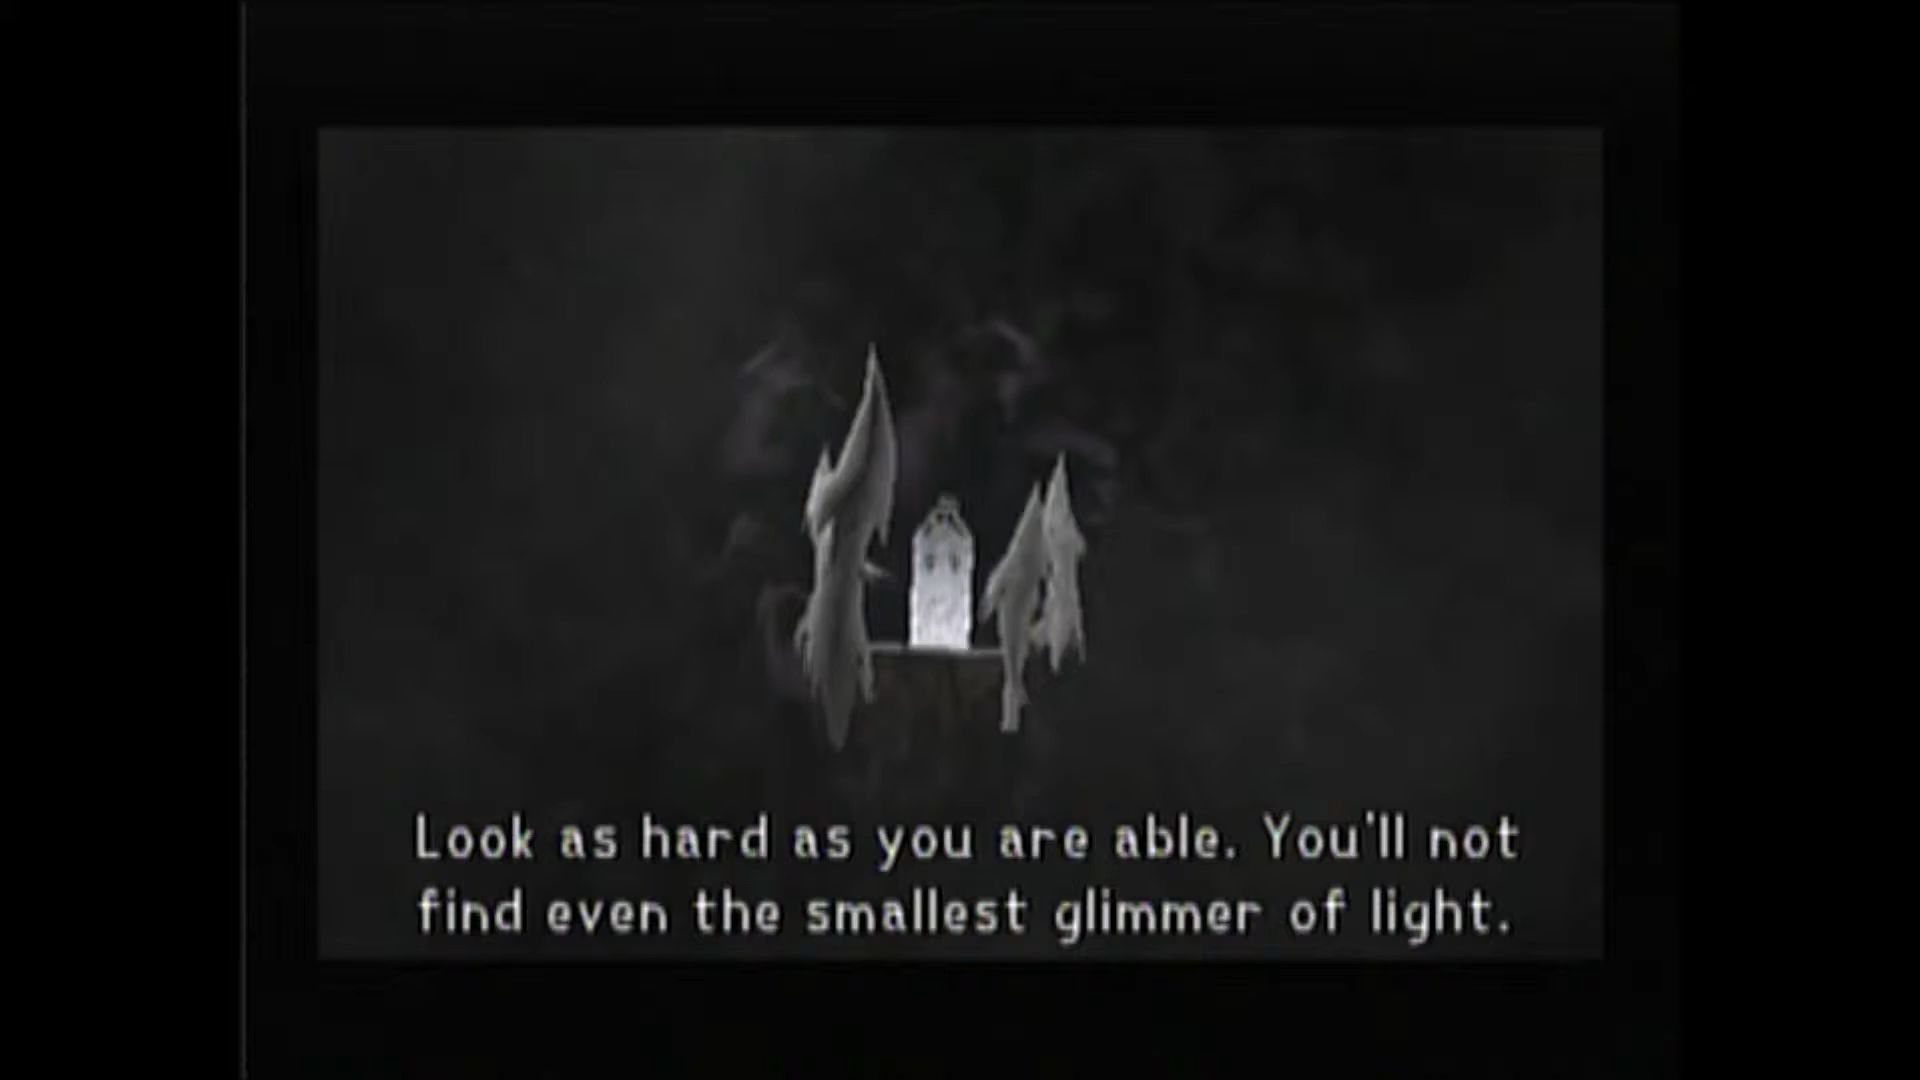 Look as hard as you are able. You'll not
find even the smallest glimmer of light.